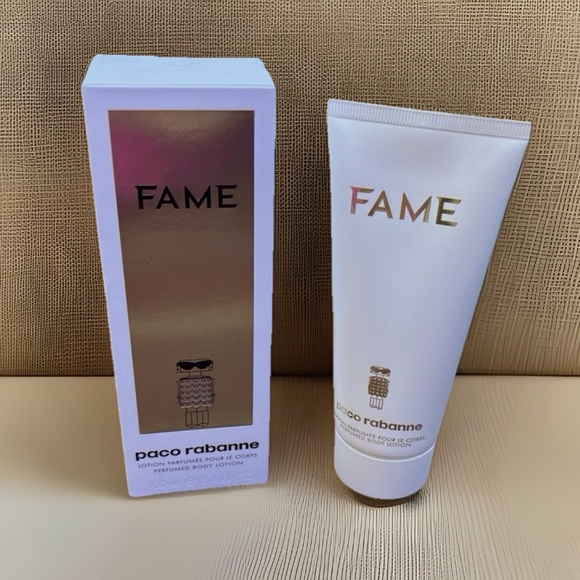 FAME
paco rabanne
LOTION PARFUMÉE POUR LE CORPS
PERFUMED BODY LOTION
FAME
paco rabanne
PARFUMÉE POUR LE CORPS
PERFUMED BODY LOTION